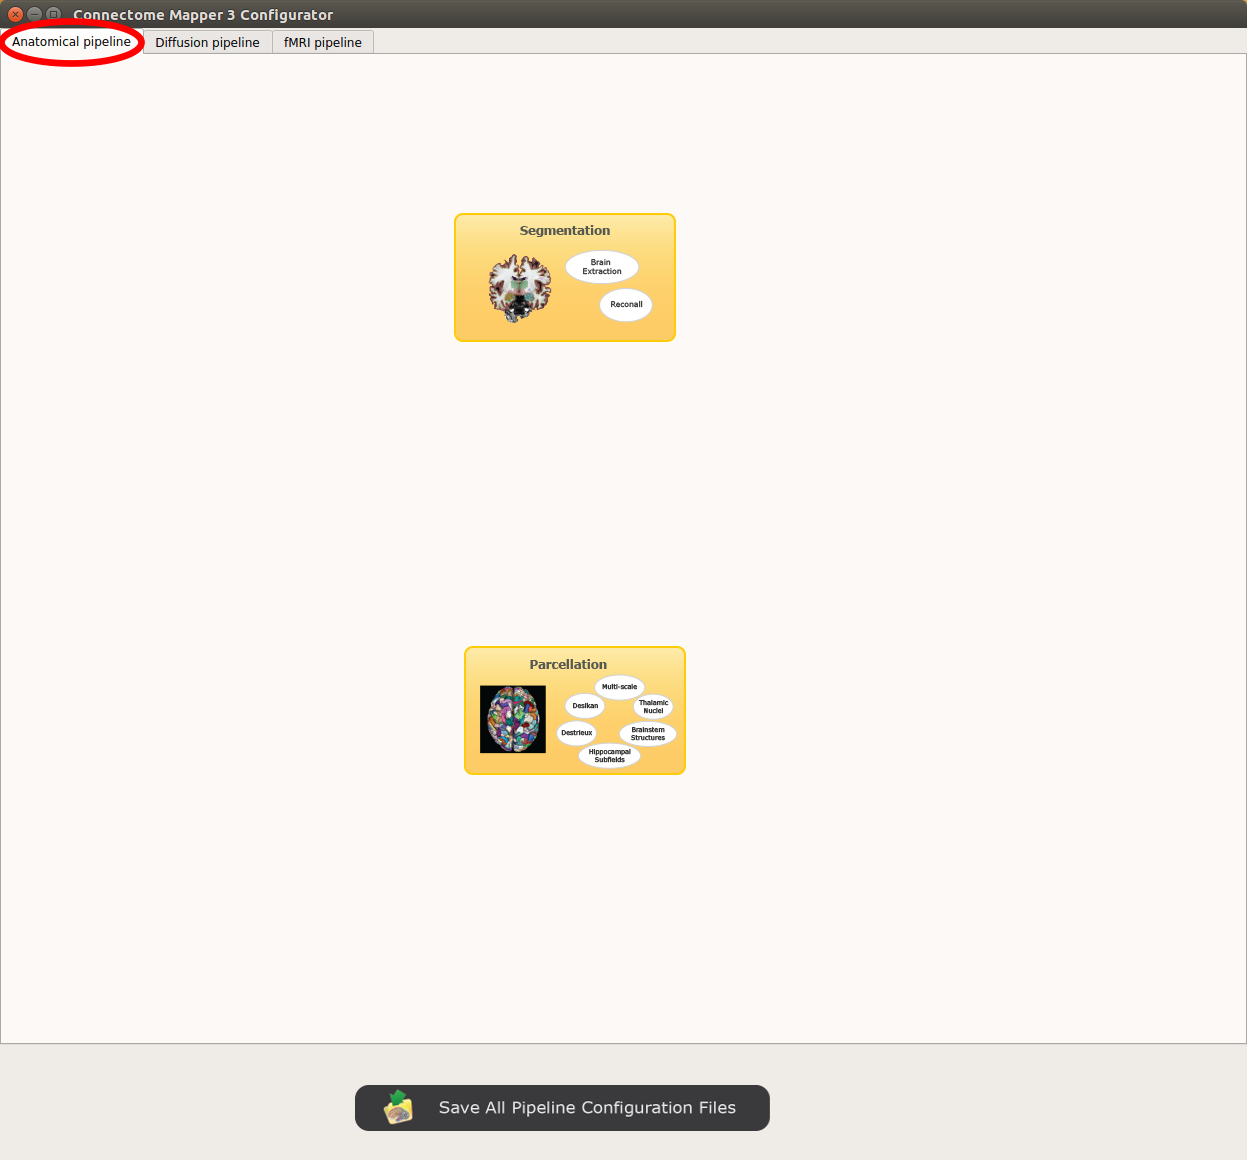 Connectome Mapper 3 Configurator
Anatomical pipeline
Diffusion pipeline
fMRI pipeline
Segmentation
Brain
Extraction
Reconall
Parcellation
Multi-scale
Desikan
Thalamic
Nuclei
Destrieux
Brainstem
Structures
Hippocampal
Subfields
Save All Pipeline Configuration Files